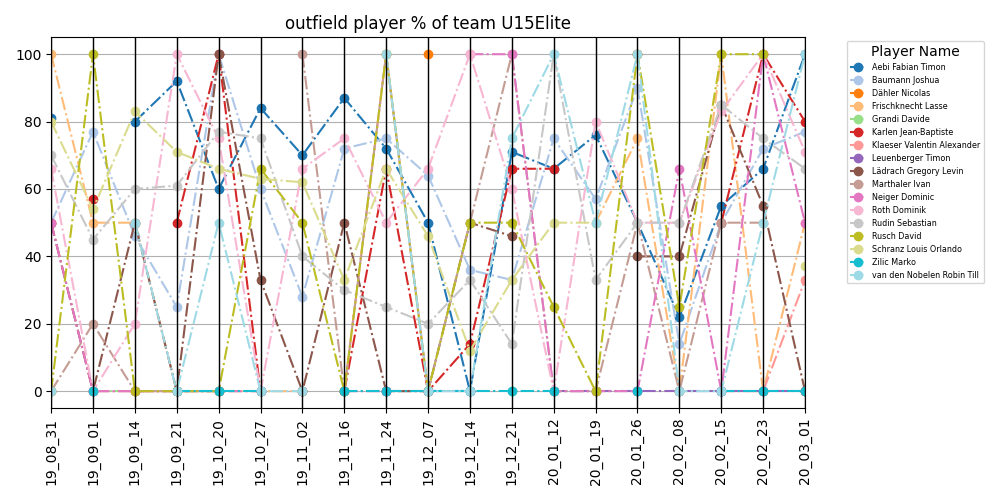 outfield player % of team U15Elite
100
80
60
40
20
0
19_08_31
19_09_01
19_09_14
19_09_21
19_10_20
19_10_27
19_11_02
19_11_16
19_11_24
19_12_07
19_12_14
19_12_21
20_01_12
20_01_19
20_01_26
20_02_08
20_02_15
20_02_23
20_03_01
Player Name
Aebi Fabian Timon
Baumann Joshua
Dähler Nicolas
Frischknecht Lasse
Grandi Davide
Karlen Jean-Baptiste
Klaeser Valentin Alexander
Leuenberger Timon
Lädrach Gregory Levin
Marthaler Ivan
Neiger Dominic
Roth Dominik
Rudin Sebastian
Rusch David
Schranz Louis Orlando
Zilic Marko
van den Nobelen Robin Till